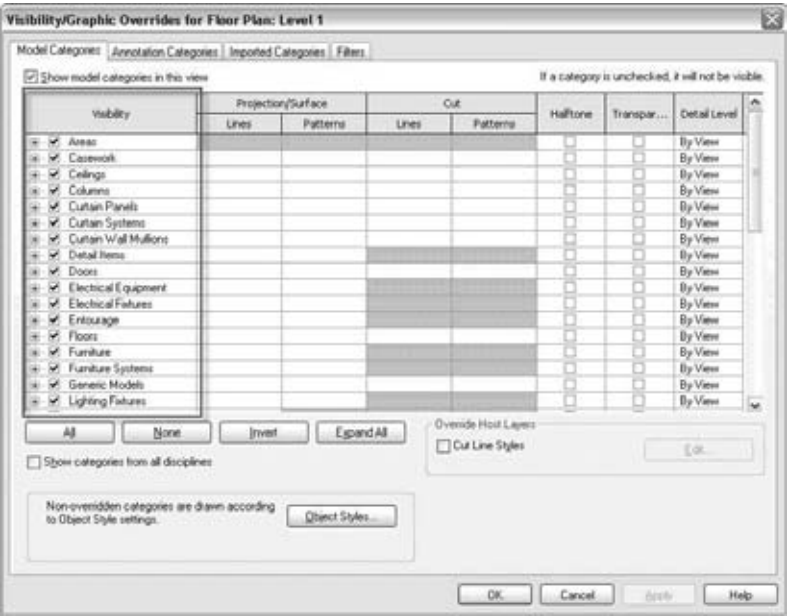 Visibility/Graphic Overrides for Floor Plan: Level 1
Model Categories Annotation Categories Imported Categories Filters
Show model categories in this view
If a category is unchecked, it will not be visible.
Visibility Projection/Surface Cut Halftone Transpar... Detail Level
Lines Patterns Lines Patterns
Areas By View
Casework By View
Ceilings By View
Columns By View
Curtain Panels By View
Curtain Systems By View
Curtain Wall Mullions By View
Detail Items By View
Doors By View
Electrical Equipment By View
Electrical Fixtures By View
Entourage By View
Floors By View
Furniture By View
Furniture Systems By View
Generic Models By View
Lighting Fixtures By View
All None Invert Expand All
Override Host Layers
Cut Line Styles Edit...
Show categories from all disciplines
Non-overridden categories are drawn according
to Object Style settings.
Object Styles...
OK Cancel Apply Help